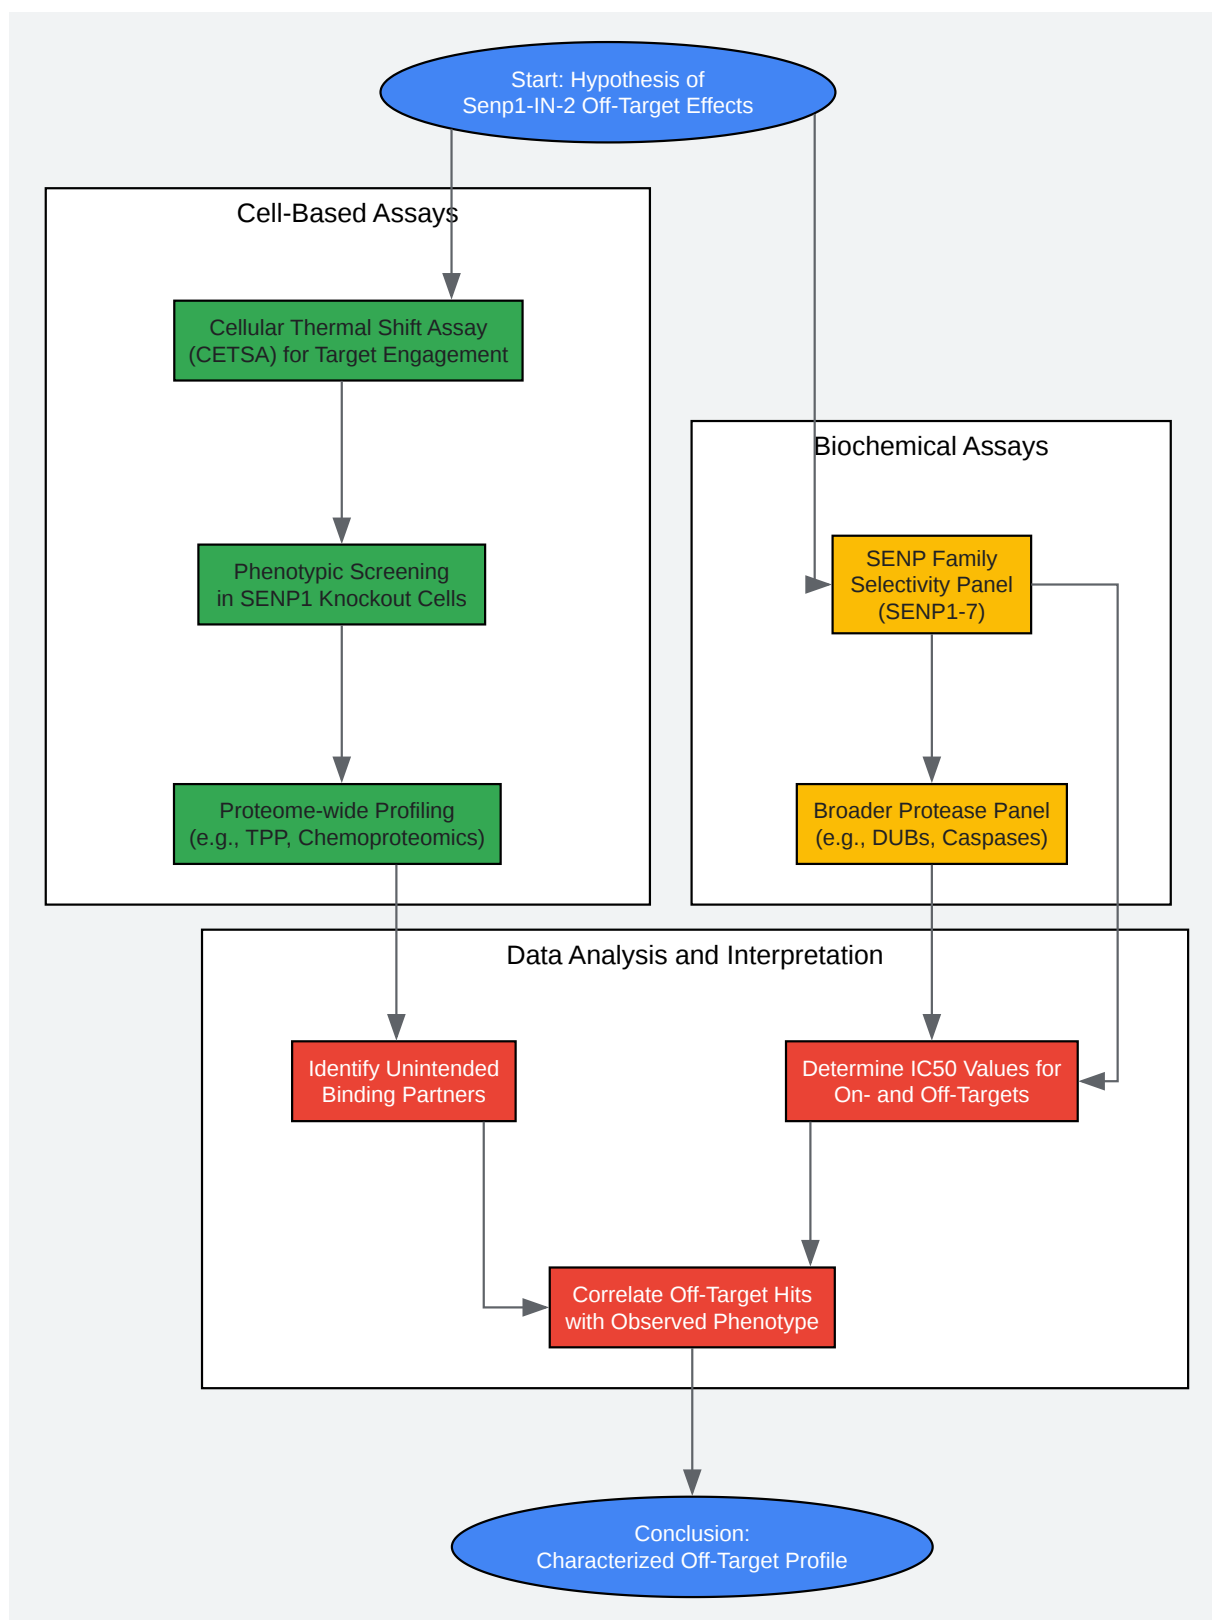 Start: Hypothesis of
Senp1-IN-2 Off-Target Effects
Cell-Based Assays
Cellular Thermal Shift Assay
(CETSA) for Target Engagement
Phenotypic Screening
in SENP1 Knockout Cells
Proteome-wide Profiling
(e.g., TPP, Chemoproteomics)
Biochemical Assays
SENP Family
Selectivity Panel
(SENP1-7)
Broader Protease Panel
(e.g., DUBs, Caspases)
Data Analysis and Interpretation
Identify Unintended
Binding Partners
Determine IC50 Values for
On- and Off-Targets
Correlate Off-Target Hits
with Observed Phenotype
Conclusion:
Characterized Off-Target Profile